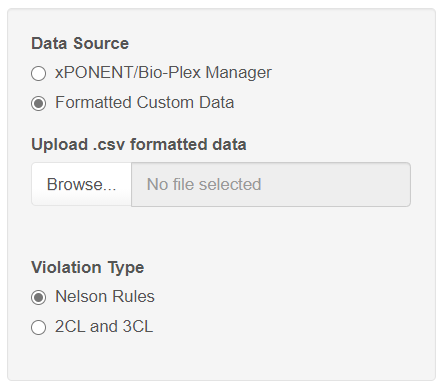 Data Source
xPONENT/Bio-Plex Manager
Formatted Custom Data
Upload .csv formatted data
Browse... No file selected
Violation Type
Nelson Rules
2CL and 3CL